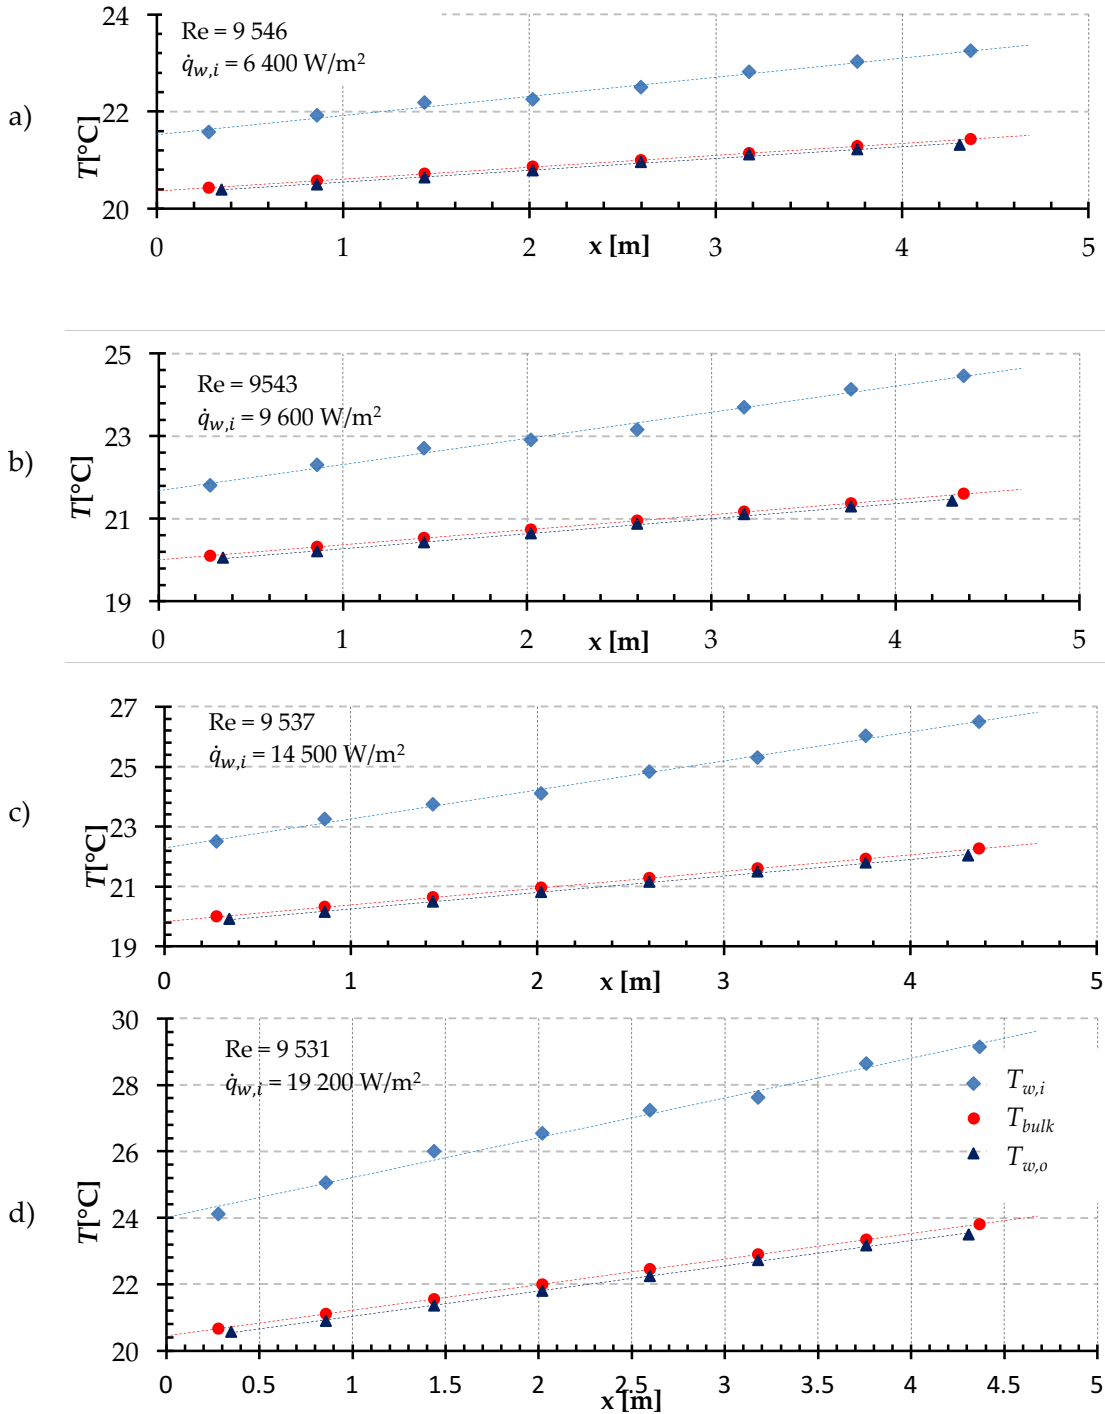 24
Re = 9 546
q̇w,i = 6 400 W/m²
a)
22
T[°C]
20
0 1 2 x [m] 3 4 5
25
Re = 9543
q̇w,i = 9 600 W/m²
23
b)
T[°C]
21
19
0 1 2 x [m] 3 4 5
27
Re = 9 537
q̇w,i = 14 500 W/m²
25
c)
23
T[°C]
21
19
0 1 2 x [m] 3 4 5
30
Re = 9 531
q̇w,i = 19 200 W/m²
28
Tw,i
Tbulk
26
Tw,o
24
d)
T[°C]
22
20
0 0.5 1 1.5 2 2.5 3 3.5 4 4.5 5
x [m]